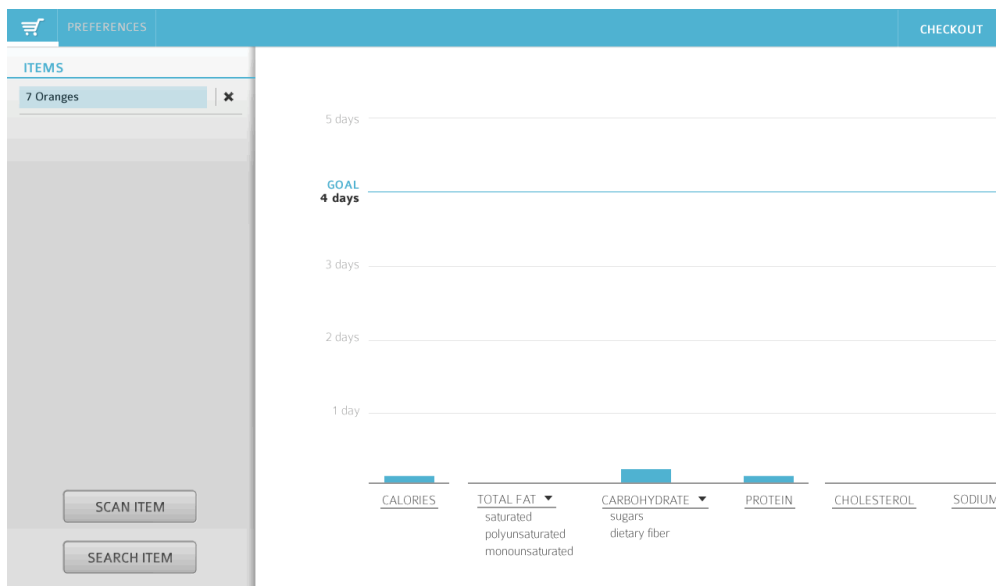 PREFERENCES
CHECKOUT
ITEMS
7 Oranges
5 days
GOAL
4 days
3 days
2 days
1 day
CALORIES
TOTAL FAT
saturated
polyunsaturated
monounsaturated
CARBOHYDRATE
sugars
dietary fiber
PROTEIN
CHOLESTEROL
SODIUM
SCAN ITEM
SEARCH ITEM